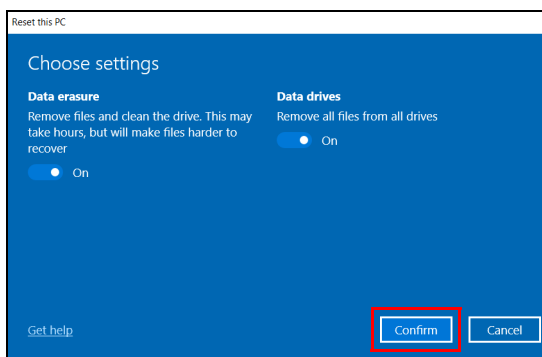 Reset this PC
Choose settings
Data erasure
Remove files and clean the drive. This may
take hours, but will make files harder to
recover
On
Data drives
Remove all files from all drives
On
Get help
Confirm
Cancel